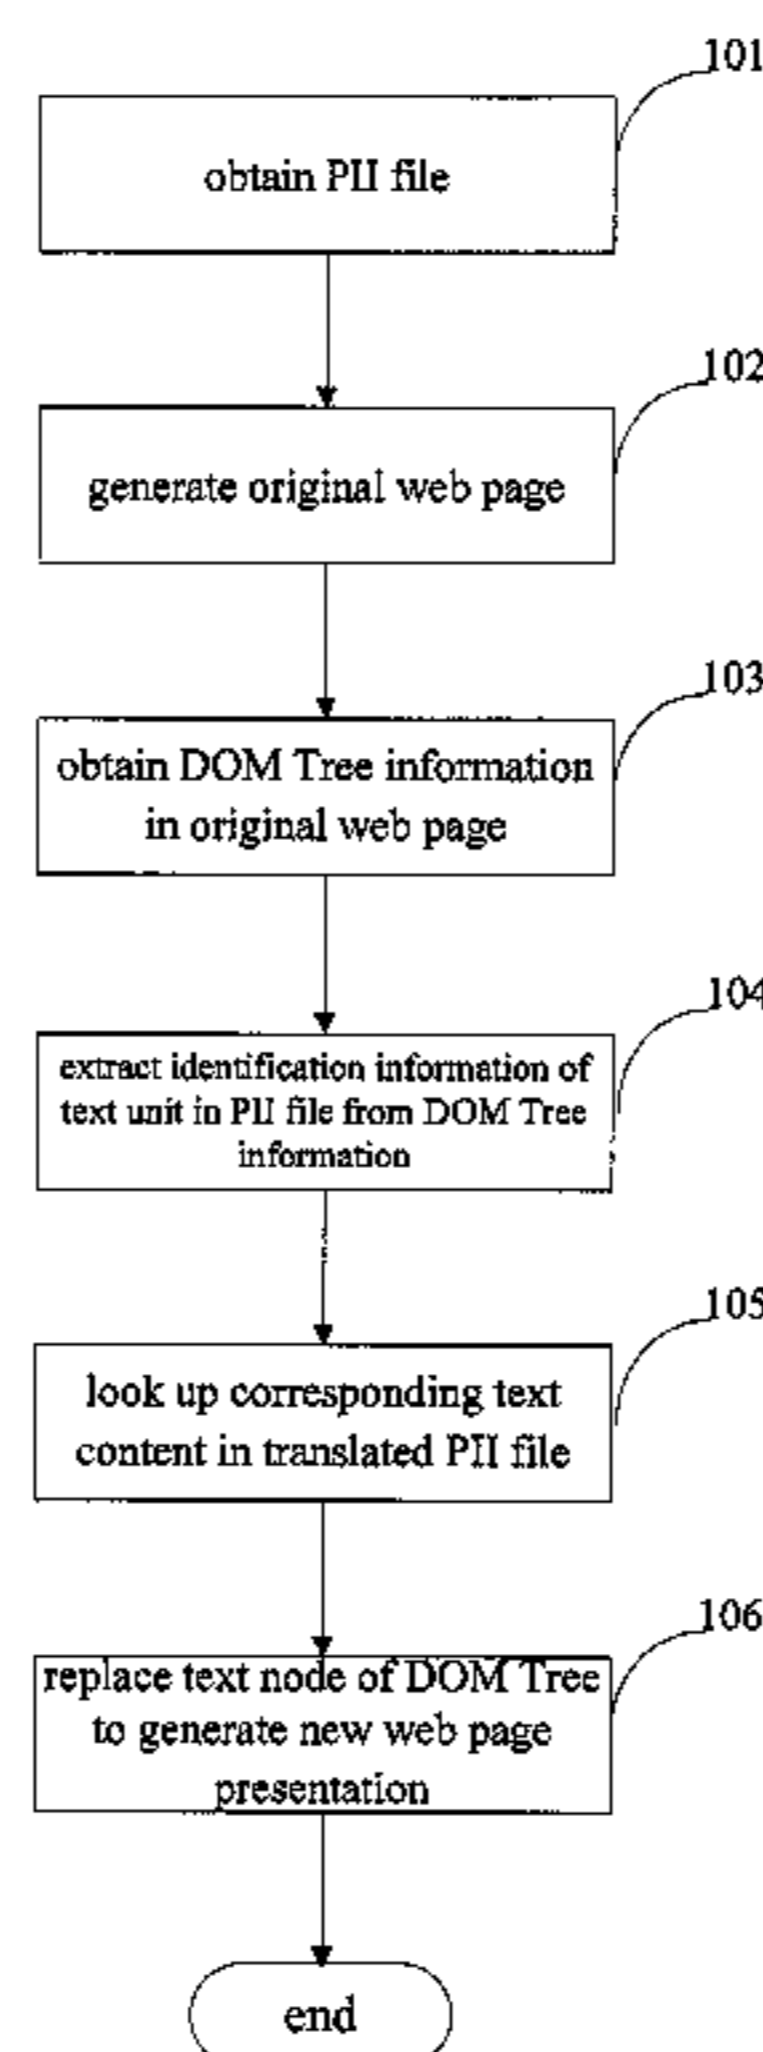 101
obtain PII file
102
generate original web page
103
obtain DOM Tree information
in original web page
104
extract identification information of
text unit in PII file from DOM Tree
information
105
look up corresponding text
content in translated PII file
106
replace text node of DOM Tree
to generate new web page
presentation
end